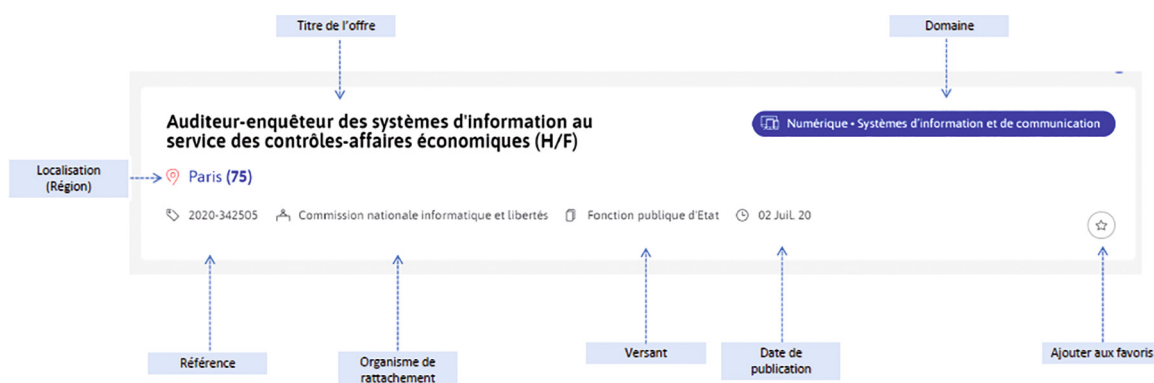 Titre de l'offre
Domaine
Auditeur-enquêteur des systèmes d'information au
service des contrôles-affaires économiques (H/F)
Numérique • Systèmes d'information et de communication
Localisation
(Région)
Paris (75)
2020-342505 Commission nationale informatique et libertés Fonction publique d'Etat 02 Juil. 20
Référence
Organisme de
rattachement
Versant
Date de
publication
Ajouter aux favoris